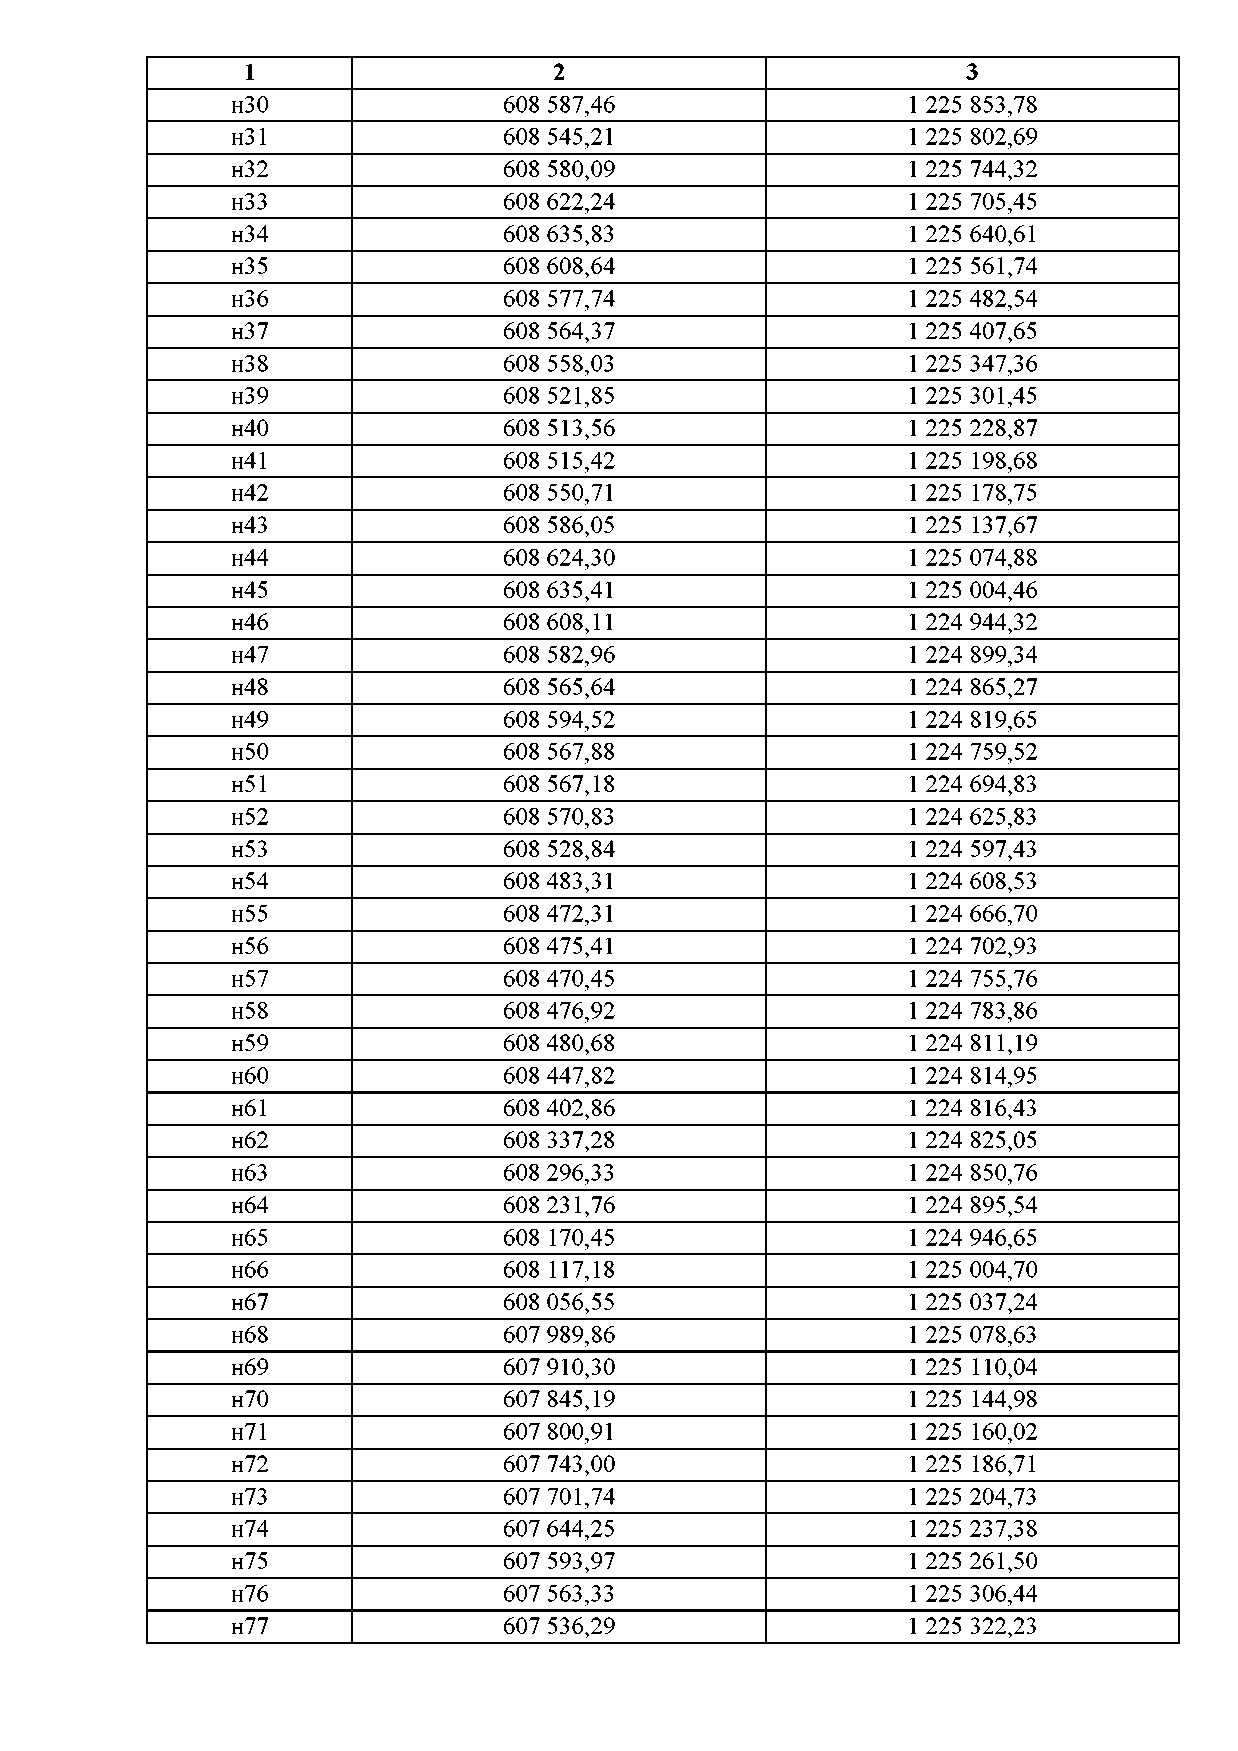 1 2 3
н30 608 587,46 1 225 853,78
н31 608 545,21 1 225 802,69
н32 608 580,09 1 225 744,32
н33 608 622,24 1 225 705,45
н34 608 635,83 1 225 640,61
н35 608 608,64 1 225 561,74
н36 608 577,74 1 225 482,54
н37 608 564,37 1 225 407,65
н38 608 558,03 1 225 347,36
н39 608 521,85 1 225 301,45
н40 608 513,56 1 225 228,87
н41 608 515,42 1 225 198,68
н42 608 550,71 1 225 178,75
н43 608 586,05 1 225 137,67
н44 608 624,30 1 225 074,88
н45 608 635,41 1 225 004,46
н46 608 608,11 1 224 944,32
н47 608 582,96 1 224 899,34
н48 608 565,64 1 224 865,27
н49 608 594,52 1 224 819,65
н50 608 567,88 1 224 759,52
н51 608 567,18 1 224 694,83
н52 608 570,83 1 224 625,83
н53 608 528,84 1 224 597,43
н54 608 483,31 1 224 608,53
н55 608 472,31 1 224 666,70
н56 608 475,41 1 224 702,93
н57 608 470,45 1 224 755,76
н58 608 476,92 1 224 783,86
н59 608 480,68 1 224 811,19
н60 608 447,82 1 224 814,95
н61 608 402,86 1 224 816,43
н62 608 337,28 1 224 825,05
н63 608 296,33 1 224 850,76
н64 608 231,76 1 224 895,54
н65 608 170,45 1 224 946,65
н66 608 117,18 1 225 004,70
н67 608 056,55 1 225 037,24
н68 607 989,86 1 225 078,63
н69 607 910,30 1 225 110,04
н70 607 845,19 1 225 144,98
н71 607 800,91 1 225 160,02
н72 607 743,00 1 225 186,71
н73 607 701,74 1 225 204,73
н74 607 644,25 1 225 237,38
н75 607 593,97 1 225 261,50
н76 607 563,33 1 225 306,44
н77 607 536,29 1 225 322,23